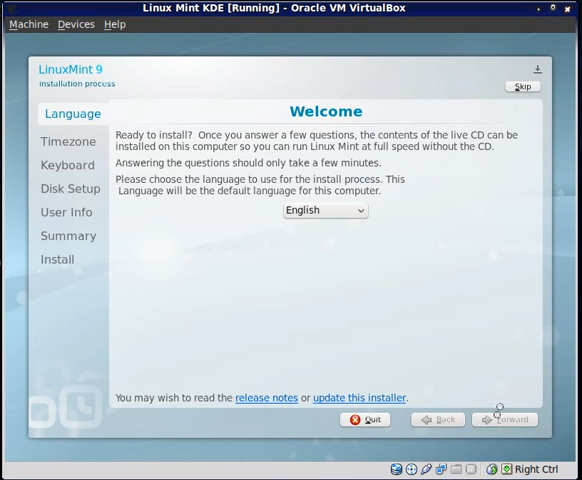 Linux Mint KDE [Running] - Oracle VM VirtualBox
Machine Devices Help
LinuxMint 9
installation process
Skip
Language
Timezone
Keyboard
Disk Setup
User Info
Summary
Install
Welcome
Ready to install? Once you answer a few questions, the contents of the live CD can be
installed on this computer so you can run Linux Mint at full speed without the CD.
Answering the questions should only take a few minutes.
Please choose the language to use for the install process. This
Language will be the default language for this computer.
English
You may wish to read the release notes or update this installer.
Quit Back Forward
Right Ctrl